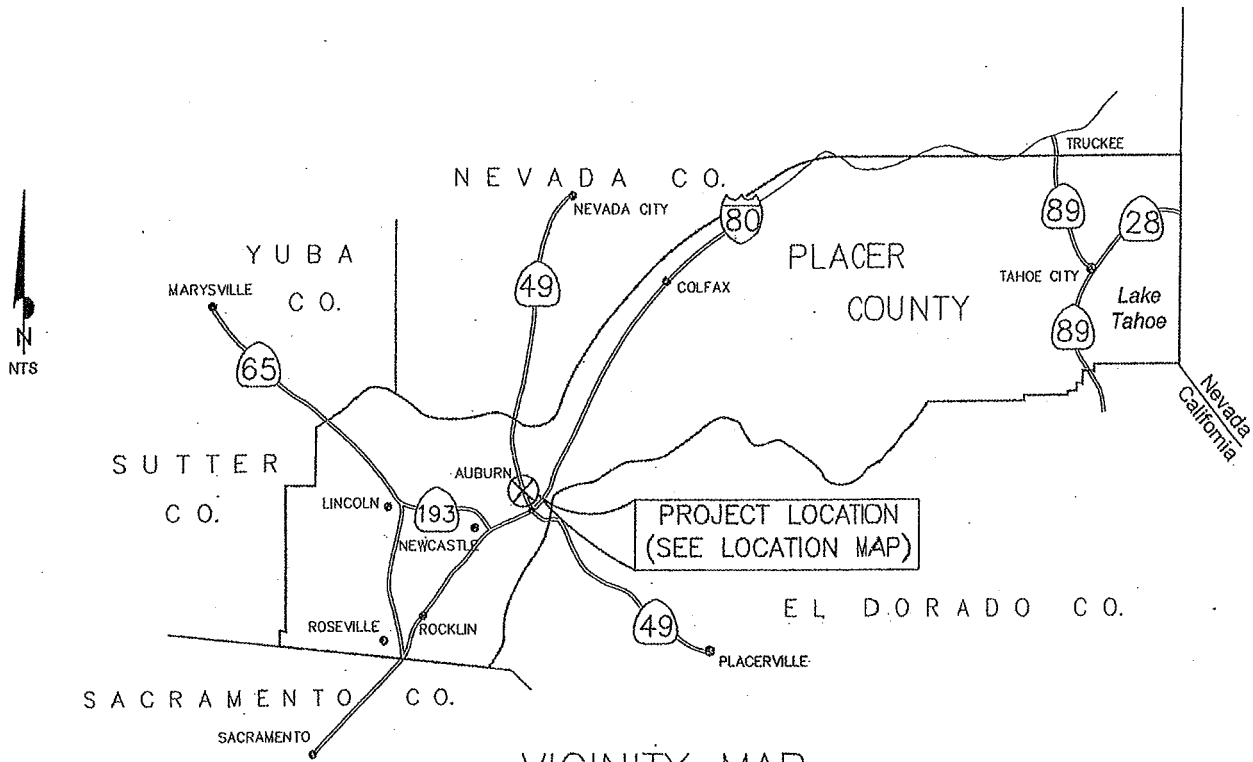 TRUCKEE
NEVADA CO.
NEVADA CITY
80
89
28
YUBA
CO.
PLACER
COUNTY
TAHOE CITY
Lake
Tahoe
49
COLFAX
MARYSVILLE
N
NTS
65
89
Nevada
California
SUTTER
CO.
AUBURN
LINCOLN
193
NEWCASTLE
PROJECT LOCATION
(SEE LOCATION MAP)
EL DORADO CO.
ROSEVILLE
ROCKLIN
49
PLACERVILLE
SACRAMENTO CO.
SACRAMENTO
VICINITY MAP